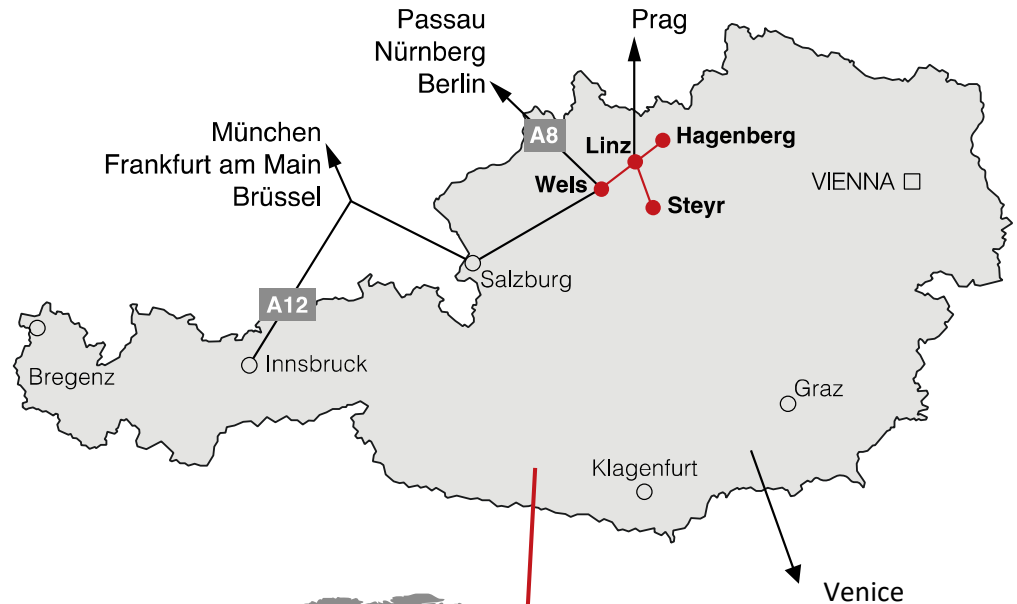 Passau
Nürnberg
Berlin
Prag
München
Frankfurt am Main
Brüssel
A8
Linz
Hagenberg
Wels
Steyr
VIENNA
Salzburg
A12
Innsbruck
Bregenz
Graz
Klagenfurt
Venice